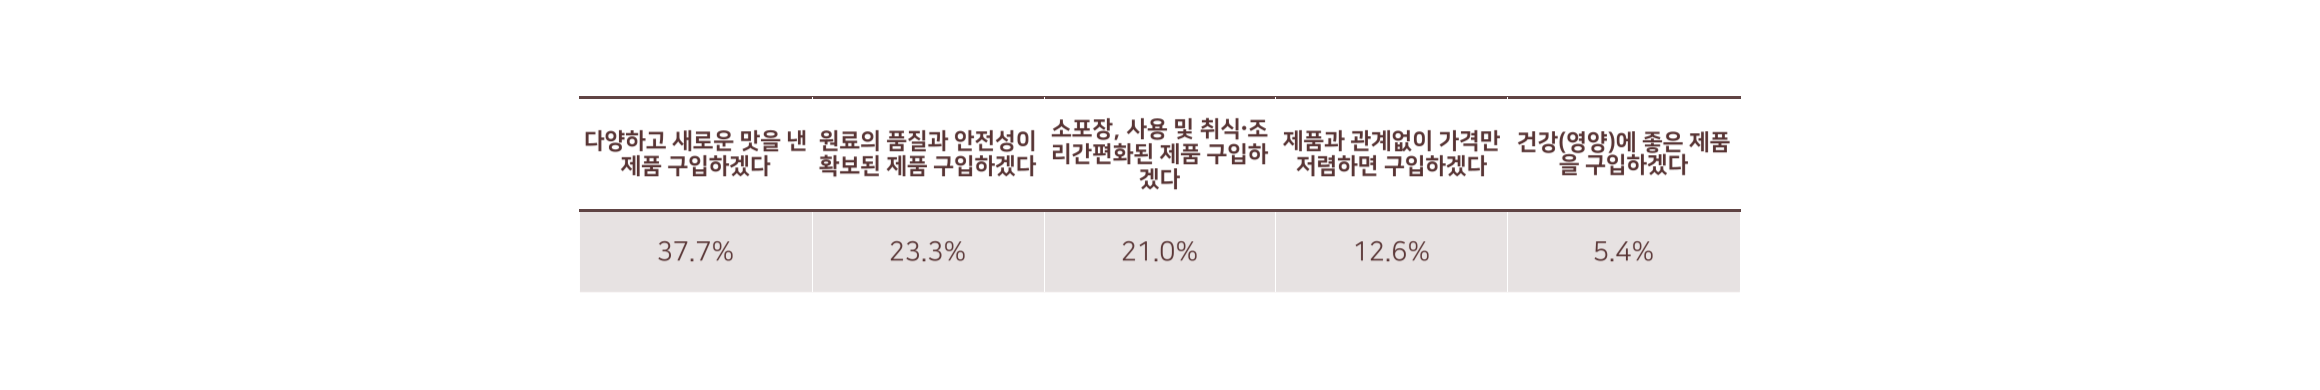 다양하고 새로운 맛을 낸
제품 구입하겠다
원료의 품질과 안전성이
확보된 제품 구입하겠다
소포장, 사용 및 취식·조
리간편화된 제품 구입하
겠다
제품과 관계없이 가격만
저렴하면 구입하겠다
건강(영양)에 좋은 제품
을 구입하겠다
37.7%
23.3%
21.0%
12.6%
5.4%